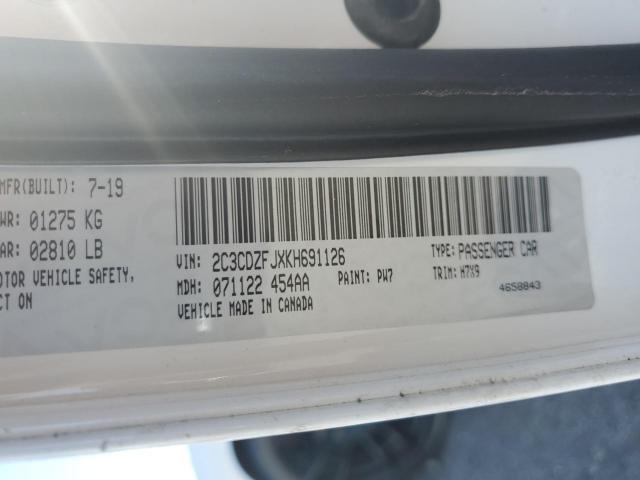 MFR(BUILT): 7-19
WR: 01275 KG
AR: 02810 LB
MOTOR VEHICLE SAFETY,
CT ON
VIN: 2C3CDZFJXKH691126
TYPE: PASSENGER CAR
MDH: 071122 454AA
PAINT: PW7
TRIM: H7X9
VEHICLE MADE IN CANADA
4658843